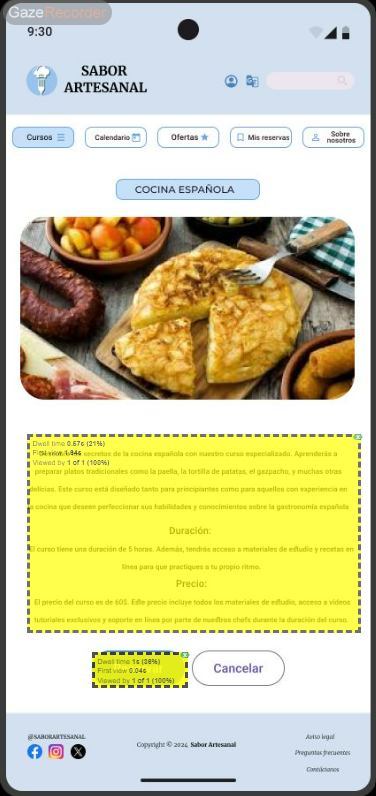 GazeRecorder
9:30
SABOR
ARTESANAL
Cursos
Calendario
Ofertas
Mis reservas
Sobre
nosotros
COCINA ESPAÑOLA
Dwell time 0.57s (21%)
secretos de la cocina española con nuestro curso especializado. Aprenderás a
First view 1.84s
Viewed by 1 of 1 (100%)
preparar platos tradicionales como la paella, la tortilla de patatas, el gazpacho, y muchas otras
delicias. Este curso está diseñado tanto para principiantes como para aquellos con experiencia en
a cocina que deseen perfeccionar sus habilidades y conocimientos sobre la gastronomía española
Duración:
El curso tiene una duración de 5 horas. Además, tendrás acceso a materiales de estudio y recetas en
línea para que practiques a tu propio ritmo.
Precio:
El precio del curso es de 60$. Este precio incluye todos los materiales de estudio, acceso a videos
tutoriales exclusivos y soporte en línea por parte de nuestros chefs durante la duración del curso.
Dwell time 1s (38%)
First view 0.04s
Viewed by 1 of 1 (100%)
Cancelar
@SABORARTESANAL
Copyright © 2024 Sabor Artesanal
Aviso legal
Preguntas frecuentes
Contáctanos